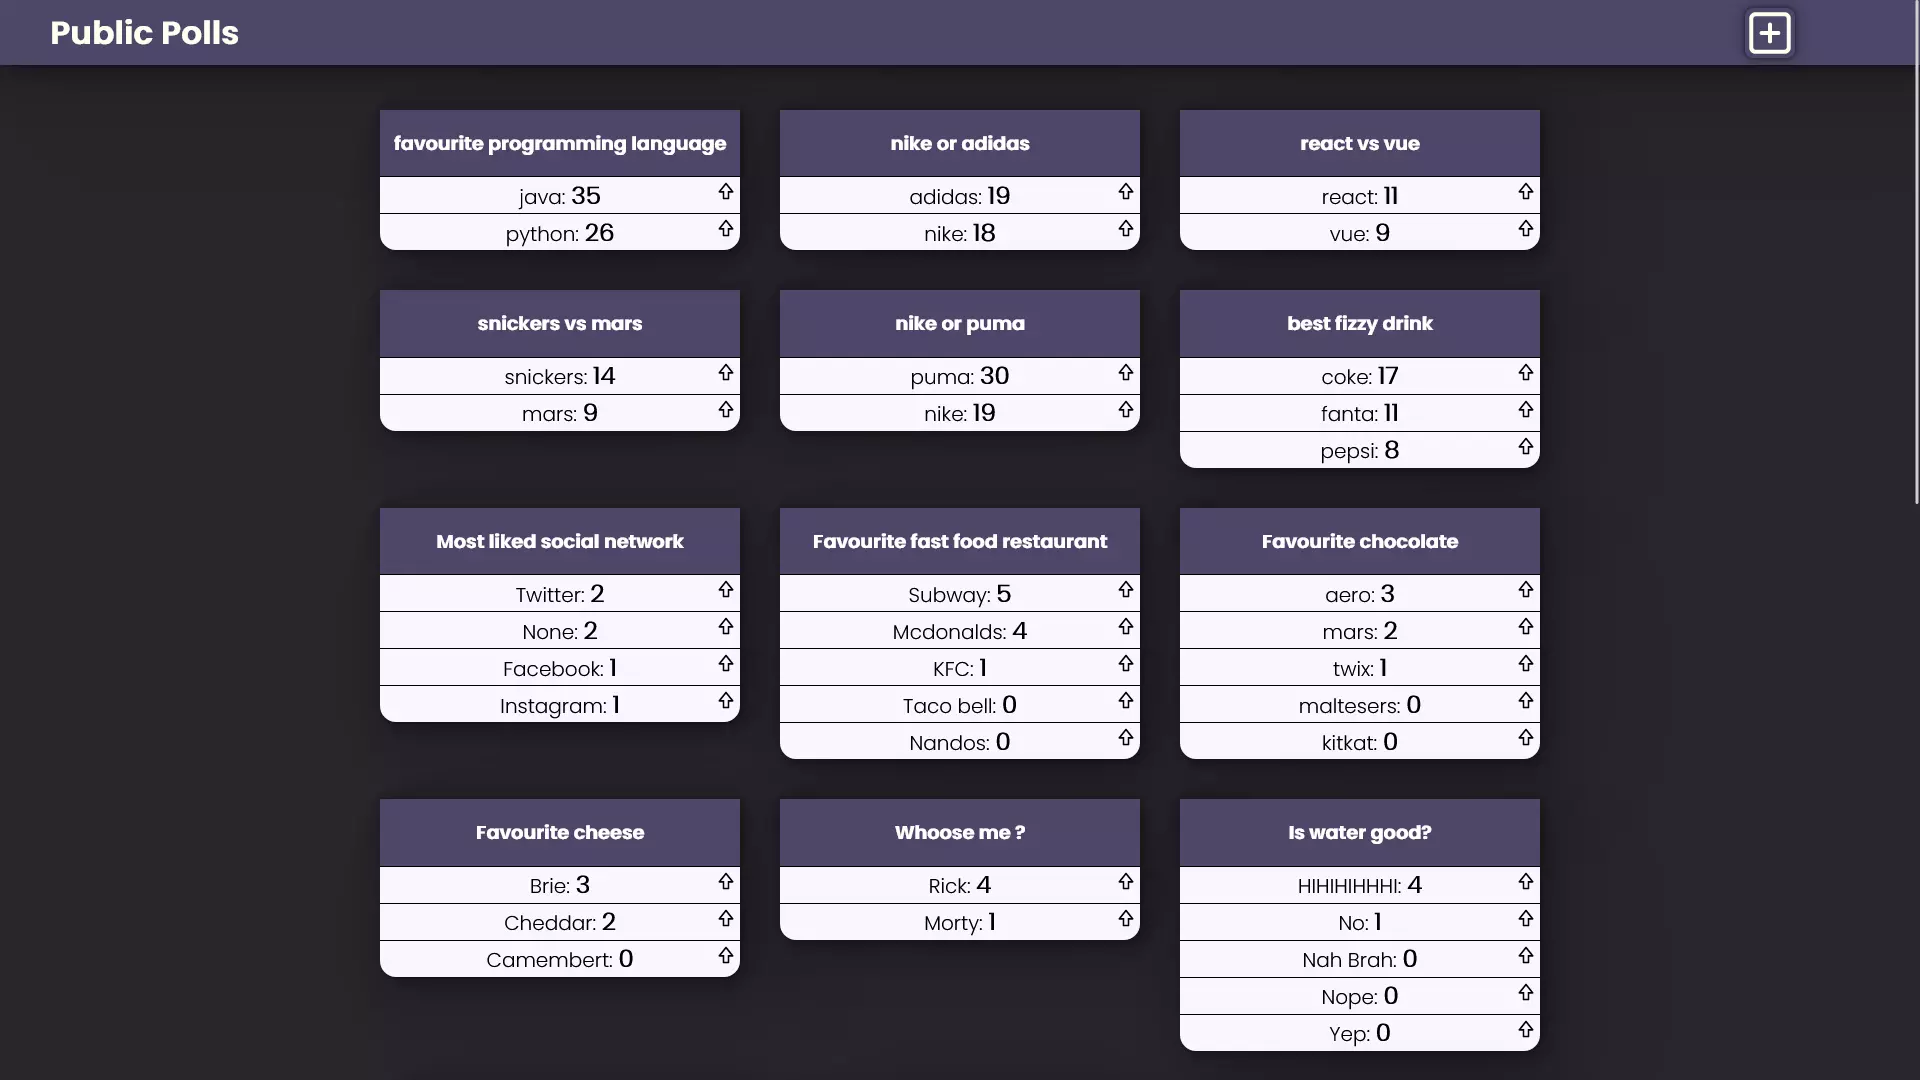 Public Polls
favourite programming language
java: 35
python: 26
nike or adidas
adidas: 19
nike: 18
react vs vue
react: 11
vue: 9
snickers vs mars
snickers: 14
mars: 9
nike or puma
puma: 30
nike: 19
best fizzy drink
coke: 17
fanta: 11
pepsi: 8
Most liked social network
Twitter: 2
None: 2
Facebook: 1
Instagram: 1
Favourite fast food restaurant
Subway: 5
Mcdonalds: 4
KFC: 1
Taco bell: 0
Nandos: 0
Favourite chocolate
aero: 3
mars: 2
twix: 1
maltesers: 0
kitkat: 0
Favourite cheese
Brie: 3
Cheddar: 2
Camembert: 0
Whoose me ?
Rick: 4
Morty: 1
Is water good?
HIHIHIHHHI: 4
No: 1
Nah Brah: 0
Nope: 0
Yep: 0